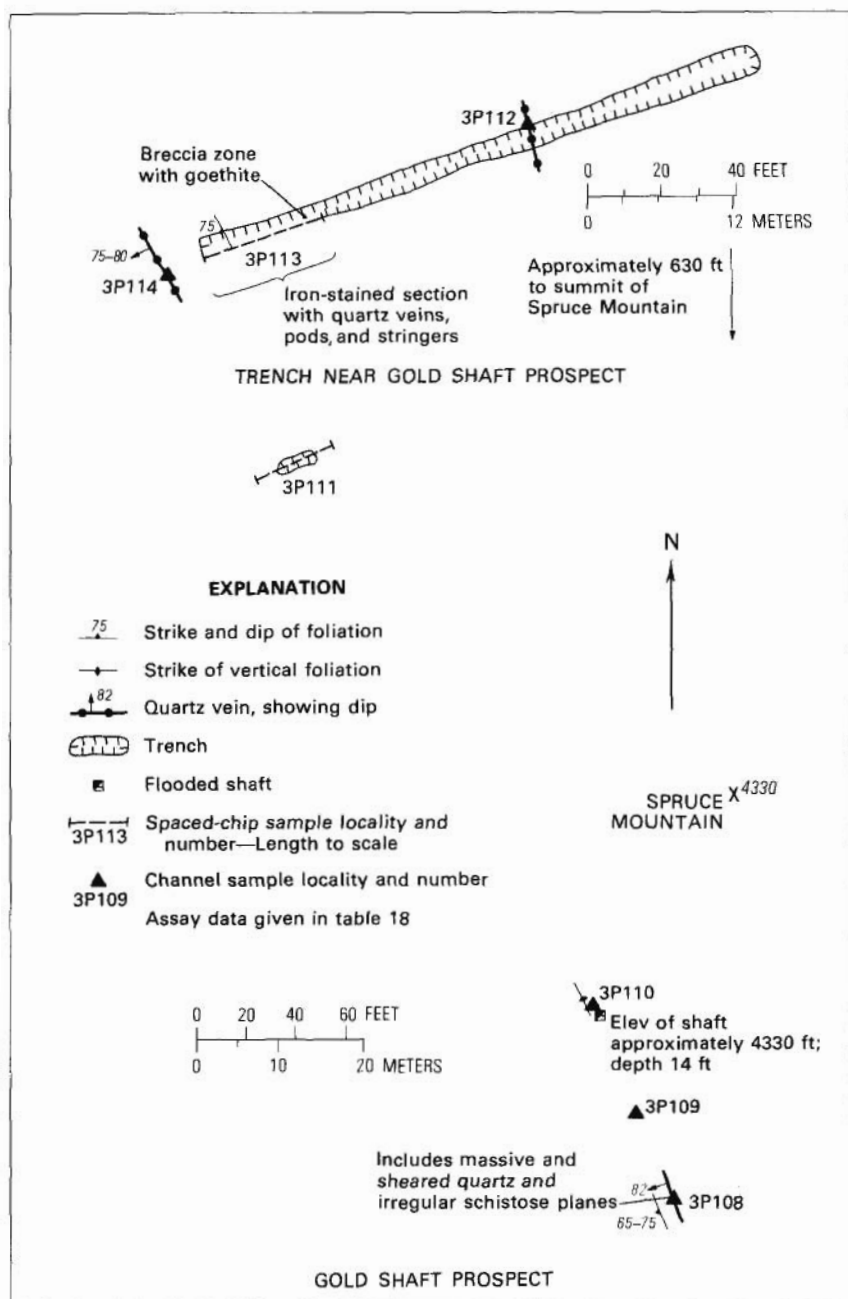 3P112
Breccia zone
with goethite
0 20 40 FEET
0 12 METERS
75
75–80
3P113
3P114
Iron-stained section
with quartz veins,
pods, and stringers
Approximately 630 ft
to summit of
Spruce Mountain
TRENCH NEAR GOLD SHAFT PROSPECT
3P111
N
EXPLANATION
75 Strike and dip of foliation
Strike of vertical foliation
82 Quartz vein, showing dip
Trench
Flooded shaft
3P113 Spaced-chip sample locality and
number—Length to scale
3P109 Channel sample locality and number
Assay data given in table 18
SPRUCE X 4330
MOUNTAIN
0 20 40 60 FEET
0 10 20 METERS
3P110
Elev of shaft
approximately 4330 ft;
depth 14 ft
3P109
Includes massive and
sheared quartz and
irregular schistose planes
82
65–75
3P108
GOLD SHAFT PROSPECT